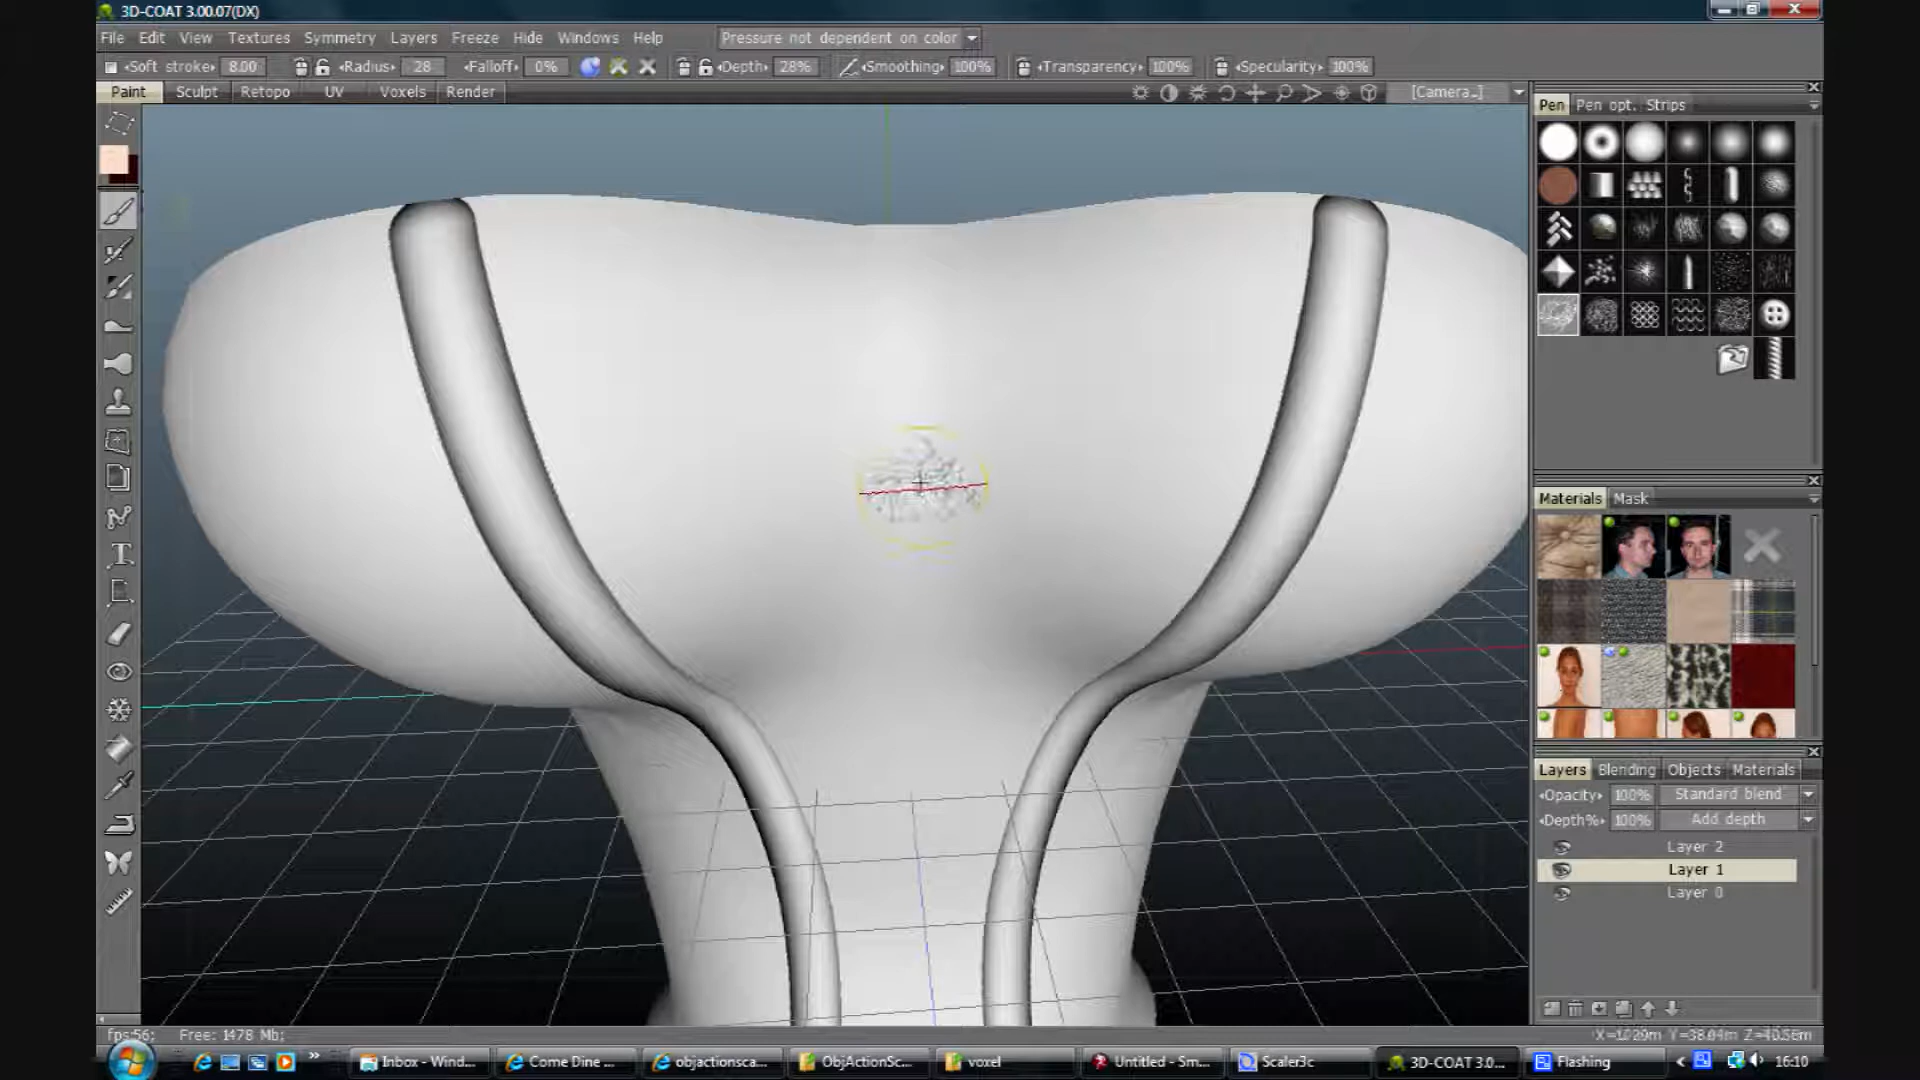 3D-COAT 3.00.07(DX)
File Edit View Textures Symmetry Layers Freeze Hide Windows Help Pressure not dependent on color
Soft stroke 8.00 Radius 28 Falloff 0% Depth 28% Smoothing 100% Transparency 100% Specularity 100%
Paint Sculpt Retopo UV Voxels Render [Camera_]
Pen Pen opt. Strips
Materials Mask
Layers Blending Objects Materials
Opacity 100% Standard blend
Depth% 100% Add depth
Layer 2
Layer 1
Layer 0
fps:56; Free: 1478 Mb;
Inbox - Wind... Come Dine ... objactionsca... ObjActionSc... voxel Untitled - Sm... Scaler3c 3D-COAT 3.0... Flashing 16:10